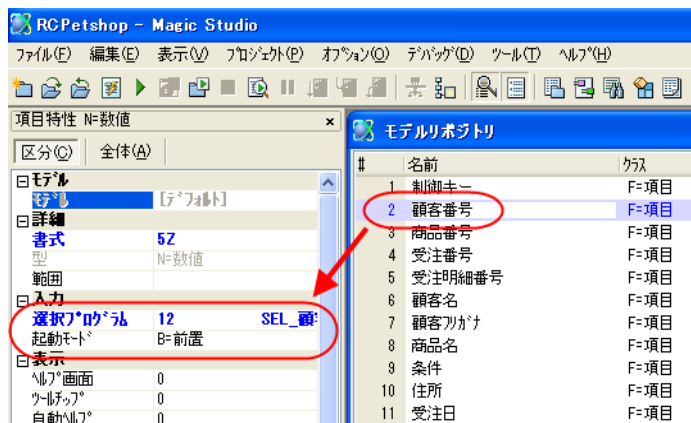 RCPetshop - Magic Studio
ファイル(F) 編集(E) 表示(V) プロジェクト(P) オプション(O) デバッグ(D) ツール(T) ヘルプ(H)
項目特性 N=数値
区分(C) 全体(A)
モデル
モデル [デフォルト]
詳細
書式 5Z
型 N=数値
範囲
入力
選択プログラム 12 SEL_顧
起動モード B=前置
表示
ヘルプ画面 0
ツールチップ 0
自動ヘルプ 0
モデルリポジトリ
# 名前 クラス
1 制御キー F=項目
2 顧客番号 F=項目
3 商品番号 F=項目
4 受注番号 F=項目
5 受注明細番号 F=項目
6 顧客名 F=項目
7 顧客フリガナ F=項目
8 商品名 F=項目
9 条件 F=項目
10 住所 F=項目
11 受注日 F=項目